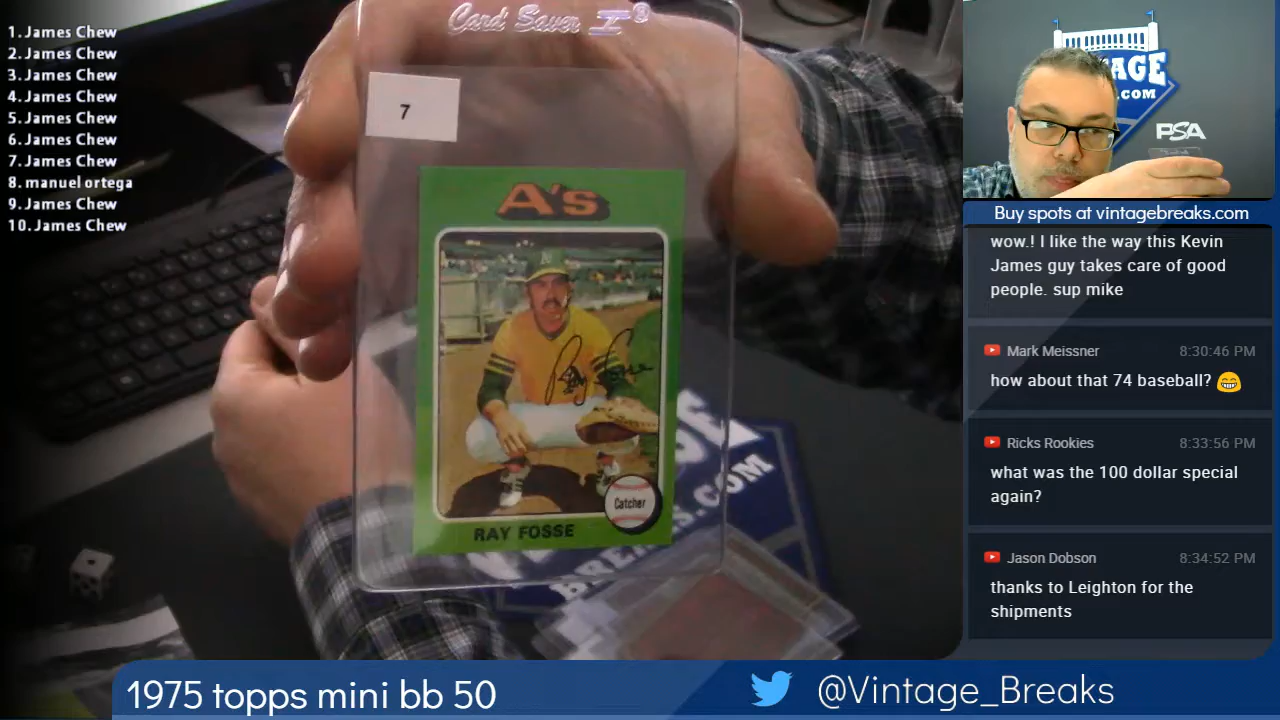 1. James Chew
2. James Chew
3. James Chew
4. James Chew
5. James Chew
6. James Chew
7. James Chew
8. manuel ortega
9. James Chew
10. James Chew
Card Saver I®
7
A's
Ray Fosse
Catcher
RAY FOSSE
.COM
PSA
Buy spots at vintagebreaks.com
wow.! I like the way this Kevin
James guy takes care of good
people. sup mike
Mark Meissner 8:30:46 PM
how about that 74 baseball? 😁
Ricks Rookies 8:33:56 PM
what was the 100 dollar special
again?
Jason Dobson 8:34:52 PM
thanks to Leighton for the
shipments
1975 topps mini bb 50
@Vintage_Breaks